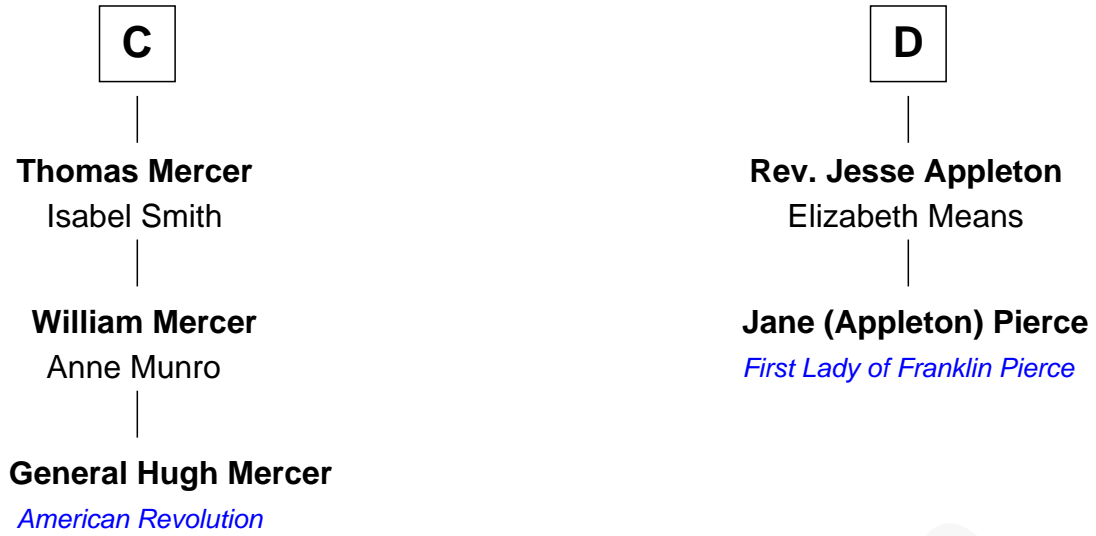 C
Thomas Mercer
Isabel Smith
William Mercer
Anne Munro
General Hugh Mercer
American Revolution
D
Rev. Jesse Appleton
Elizabeth Means
Jane (Appleton) Pierce
First Lady of Franklin Pierce